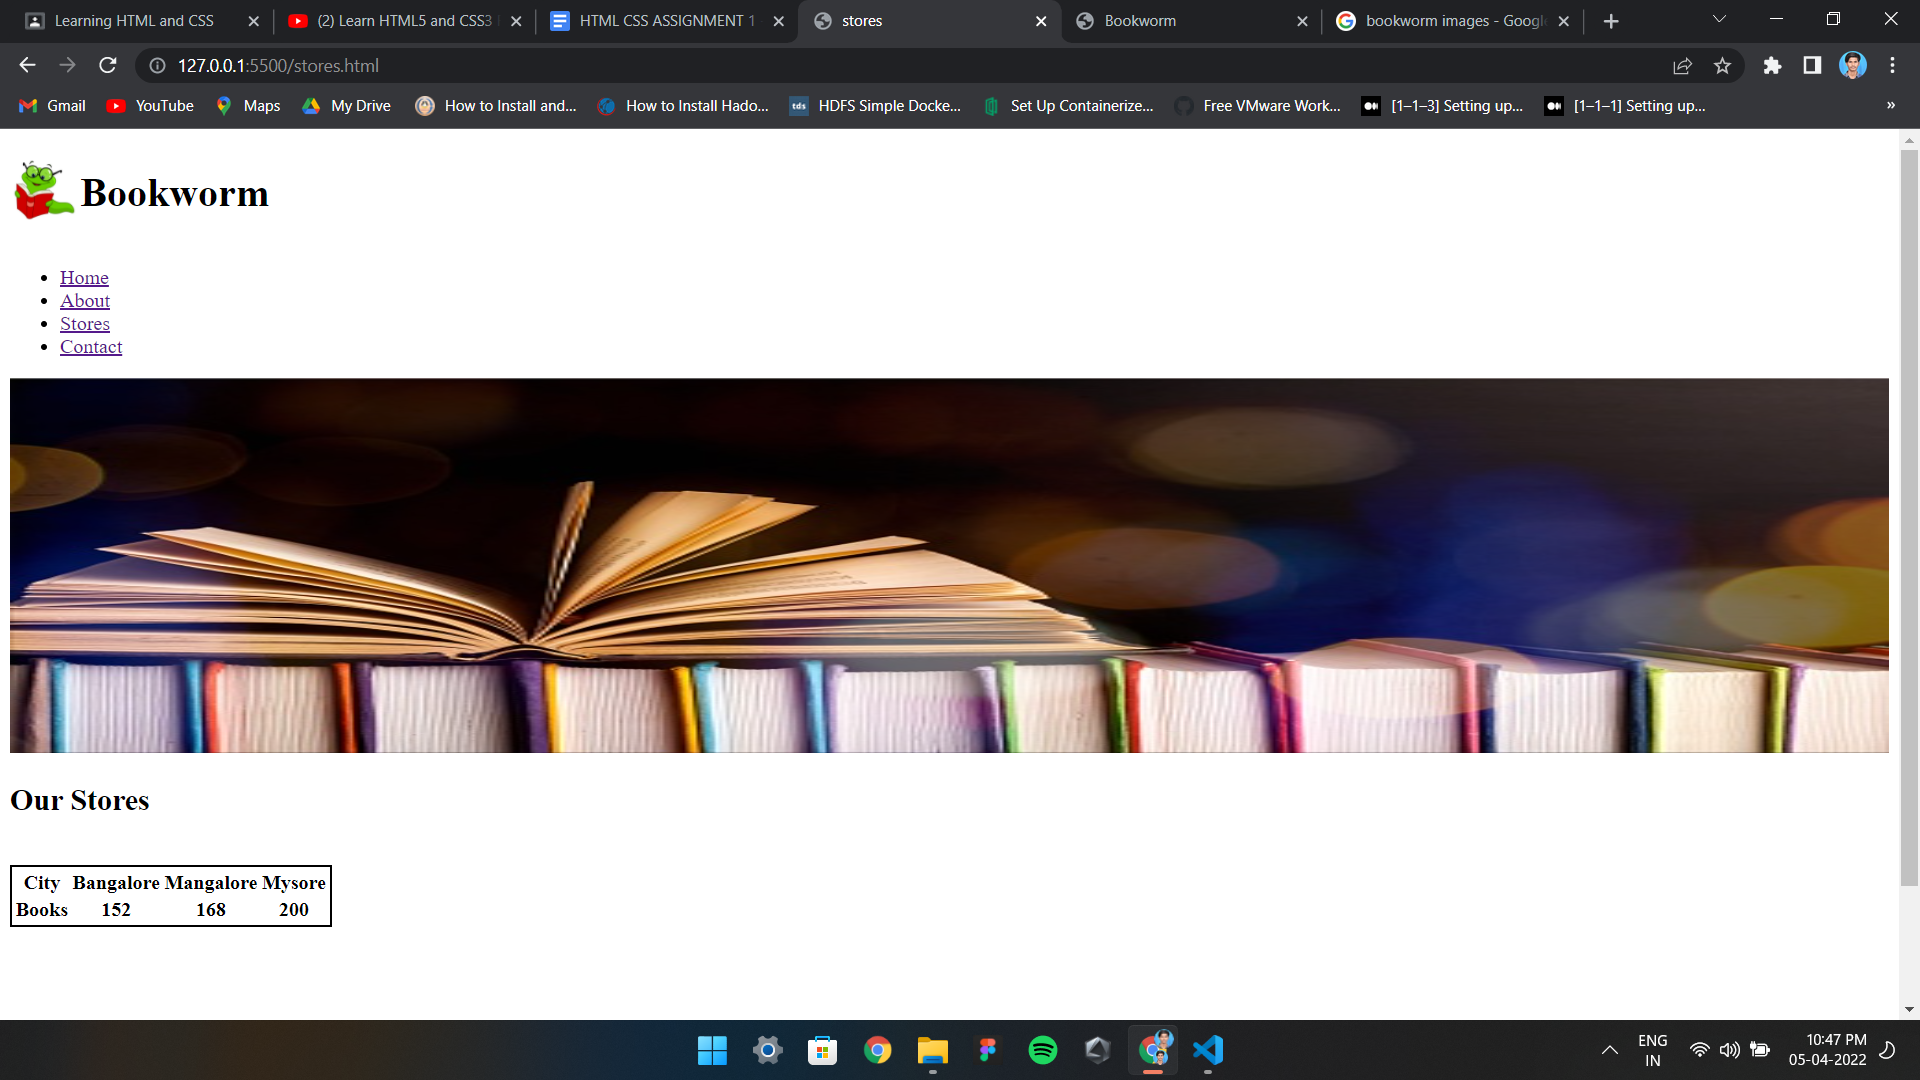 Learning HTML and CSS
(2) Learn HTML5 and CSS3
HTML CSS ASSIGNMENT 1
stores
Bookworm
bookworm images - Google
127.0.0.1:5500/stores.html
Gmail
YouTube
Maps
My Drive
How to Install and...
How to Install Hado...
tds
HDFS Simple Docke...
Set Up Containerize...
Free VMware Work...
[1–1–3] Setting up...
[1–1–1] Setting up...
»
Bookworm
Home
About
Stores
Contact
Our Stores
City Bangalore Mangalore Mysore
Books 152 168 200
ENG
IN
10:47 PM
05-04-2022